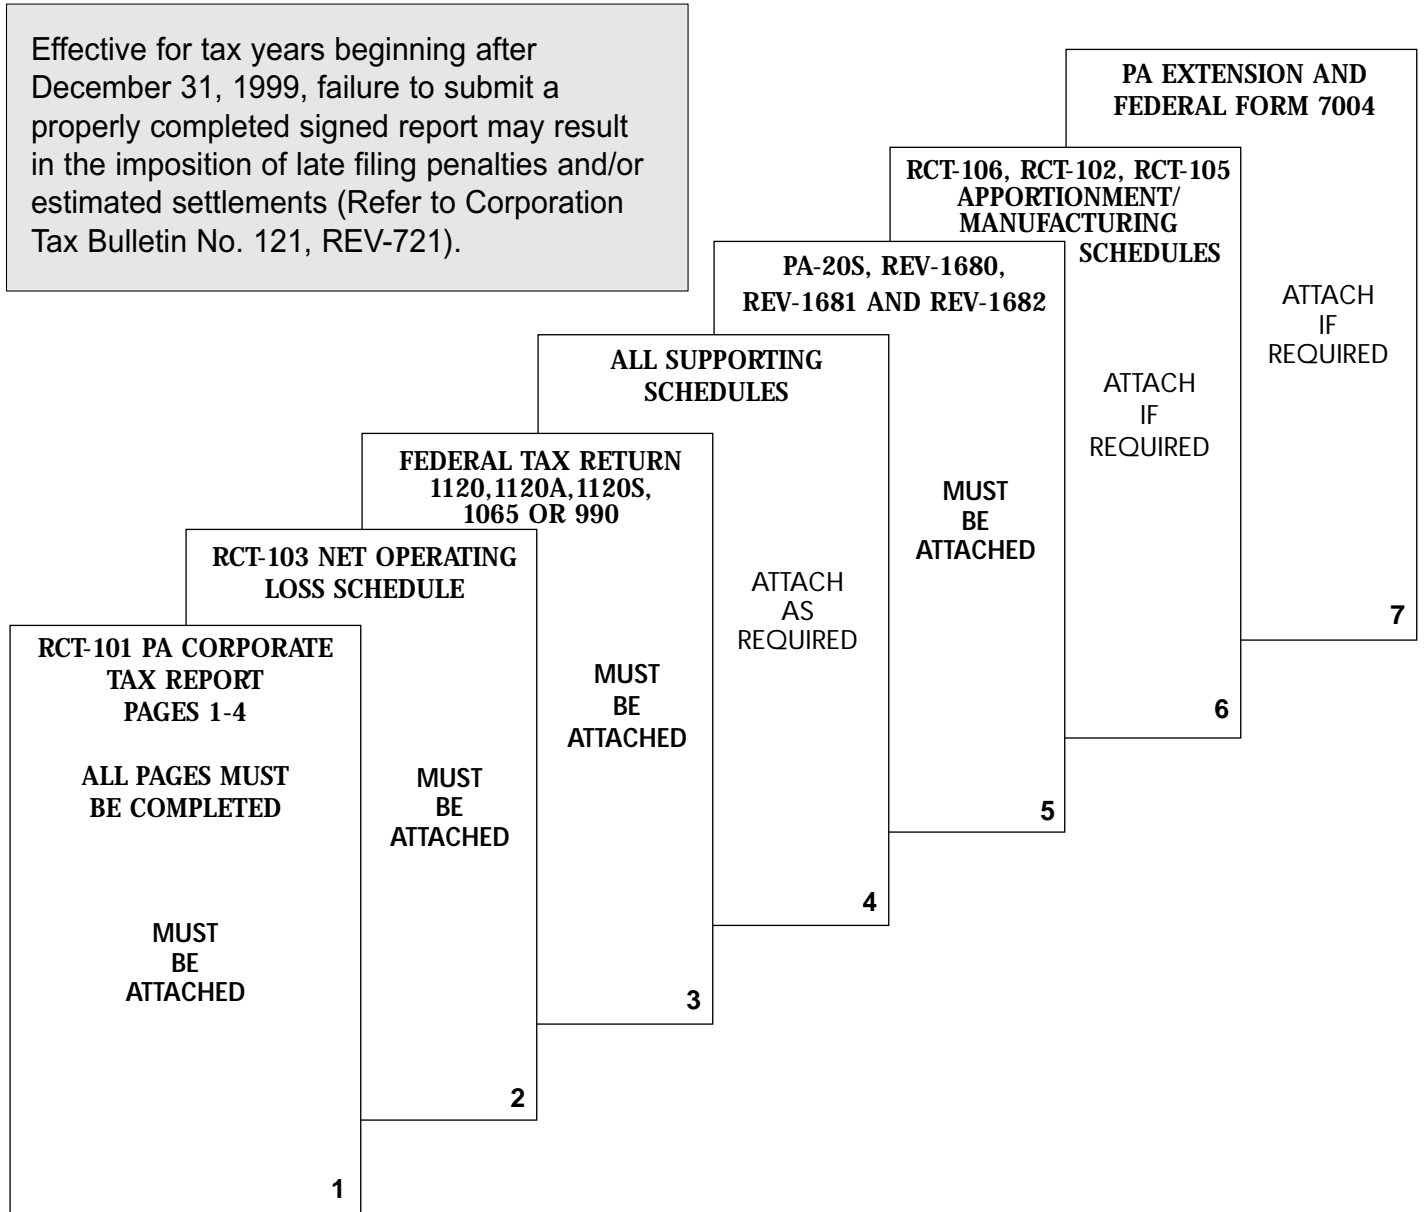 Effective for tax years beginning after
December 31, 1999, failure to submit a
properly completed signed report may result
in the imposition of late filing penalties and/or
estimated settlements (Refer to Corporation
Tax Bulletin No. 121, REV-721).
RCT-101 PA CORPORATE
TAX REPORT
PAGES 1-4
ALL PAGES MUST
BE COMPLETED
MUST
BE
ATTACHED
1
RCT-103 NET OPERATING
LOSS SCHEDULE
MUST
BE
ATTACHED
2
FEDERAL TAX RETURN
1120,1120A,1120S,
1065 OR 990
MUST
BE
ATTACHED
3
ALL SUPPORTING
SCHEDULES
ATTACH
AS
REQUIRED
4
PA-20S, REV-1680,
REV-1681 AND REV-1682
MUST
BE
ATTACHED
5
RCT-106, RCT-102, RCT-105
APPORTIONMENT/
MANUFACTURING
SCHEDULES
ATTACH
IF
REQUIRED
6
PA EXTENSION AND
FEDERAL FORM 7004
ATTACH
IF
REQUIRED
7